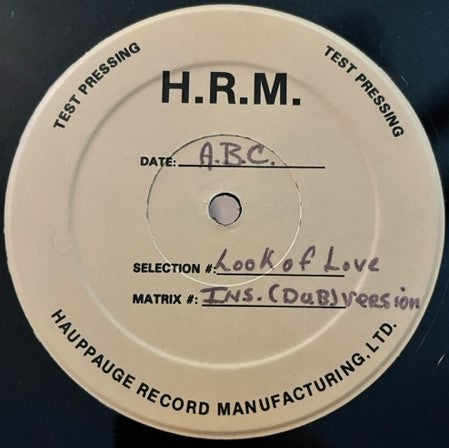 TEST PRESSING
TEST PRESSING
H.R.M.
DATE: A.B.C.
SELECTION #: Look of Love
MATRIX #: INS. (DUB) version
HAUPPAUGE RECORD MANUFACTURING, LTD.